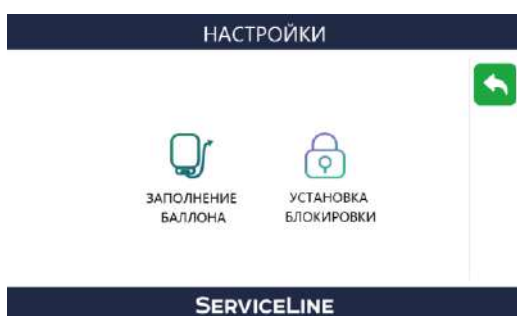 НАСТРОЙКИ
ЗАПОЛНЕНИЕ
БАЛЛОНА
УСТАНОВКА
БЛОКИРОВКИ
SERVICELINE